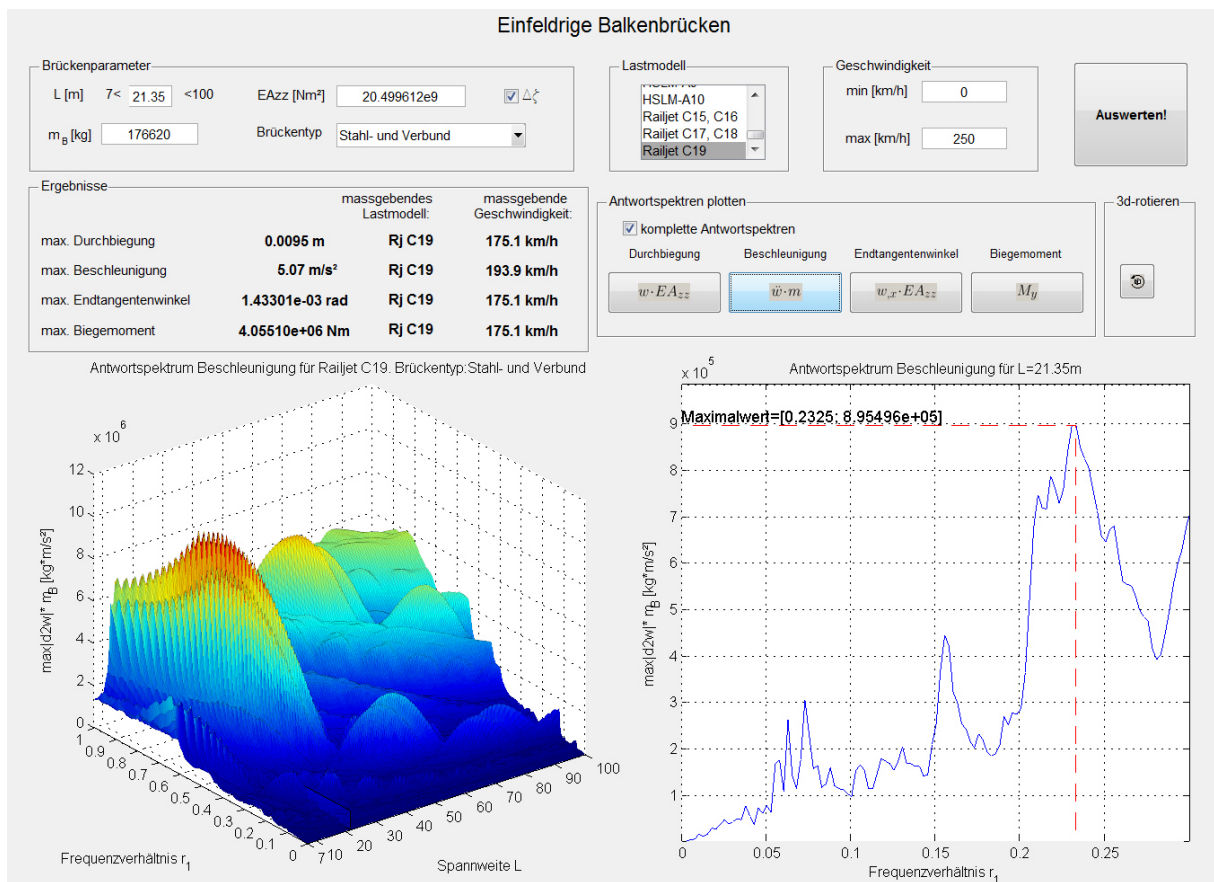 Einfeldrige Balkenbrücken
Brückenparameter
L [m] 7< 21.35 <100 EAzz [Nm²] 20.499612e9 Δζ
m_B [kg] 176620 Brückentyp Stahl- und Verbund
Lastmodell
HSLM-A10
Railjet C15, C16
Railjet C17, C18
Railjet C19
Geschwindigkeit
min [km/h] 0
max [km/h] 250
Auswerten!
Ergebnisse
massgebendes massgebende
Lastmodell: Geschwindigkeit:
max. Durchbiegung 0.0095 m Rj C19 175.1 km/h
max. Beschleunigung 5.07 m/s² Rj C19 193.9 km/h
max. Endtangentenwinkel 1.43301e-03 rad Rj C19 175.1 km/h
max. Biegemoment 4.05510e+06 Nm Rj C19 175.1 km/h
Antwortspektren plotten
komplette Antwortspektren
Durchbiegung Beschleunigung Endtangentenwinkel Biegemoment
w·EA_zz ẅ·m w,x·EA_zz M_y
3d-rotieren
Antwortspektrum Beschleunigung für Railjet C19. Brückentyp:Stahl- und Verbund
x 10^6
max|d2w|* m_B [kg*m/s²]
12
10
8
6
4
2
0
1
0.9
0.8
0.7
0.6
0.5
0.4
0.3
0.2
0.1
0
Frequenzverhältnis r_1
7 10 20 30 40 50 60 70 80 90 100
Spannweite L
Antwortspektrum Beschleunigung für L=21.35m
x 10^5
Maximalwert=[0.2325; 8.95496e+05]
max|d2w|* m_B [kg*m/s²]
9
8
7
6
5
4
3
2
1
0 0.05 0.1 0.15 0.2 0.25
Frequenzverhältnis r_1